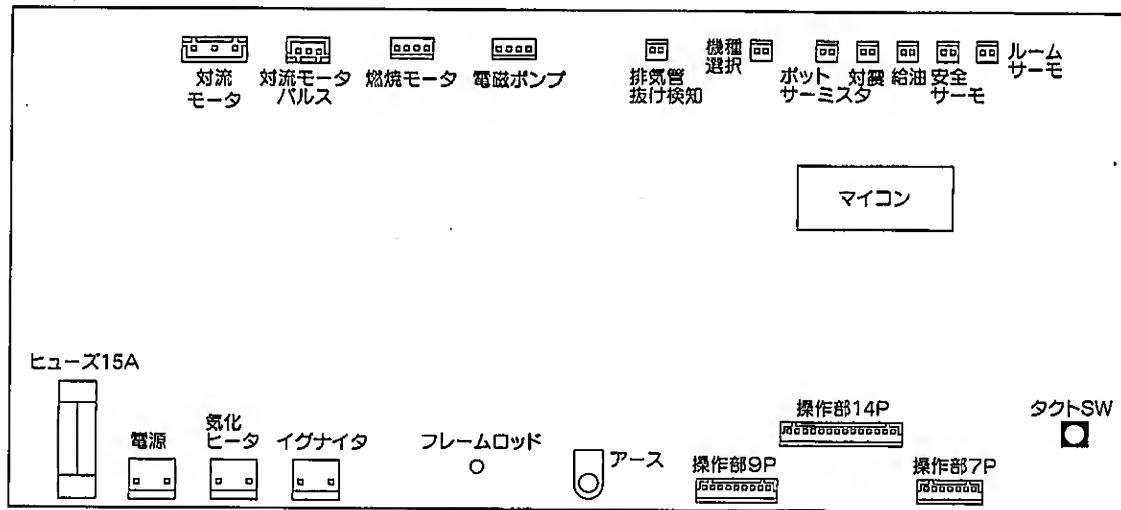 対流
モータ
対流モータ
パルス
燃焼モータ
電磁ポンプ
排気管
抜け検知
機種
選択
ポット
サーミスタ
対震
給油
安全
サーモ
ルーム
サーモ
マイコン
ヒューズ15A
電源
気化
ヒータ
イグナイタ
フレームロッド
アース
操作部14P
操作部9P
操作部7P
タクトSW